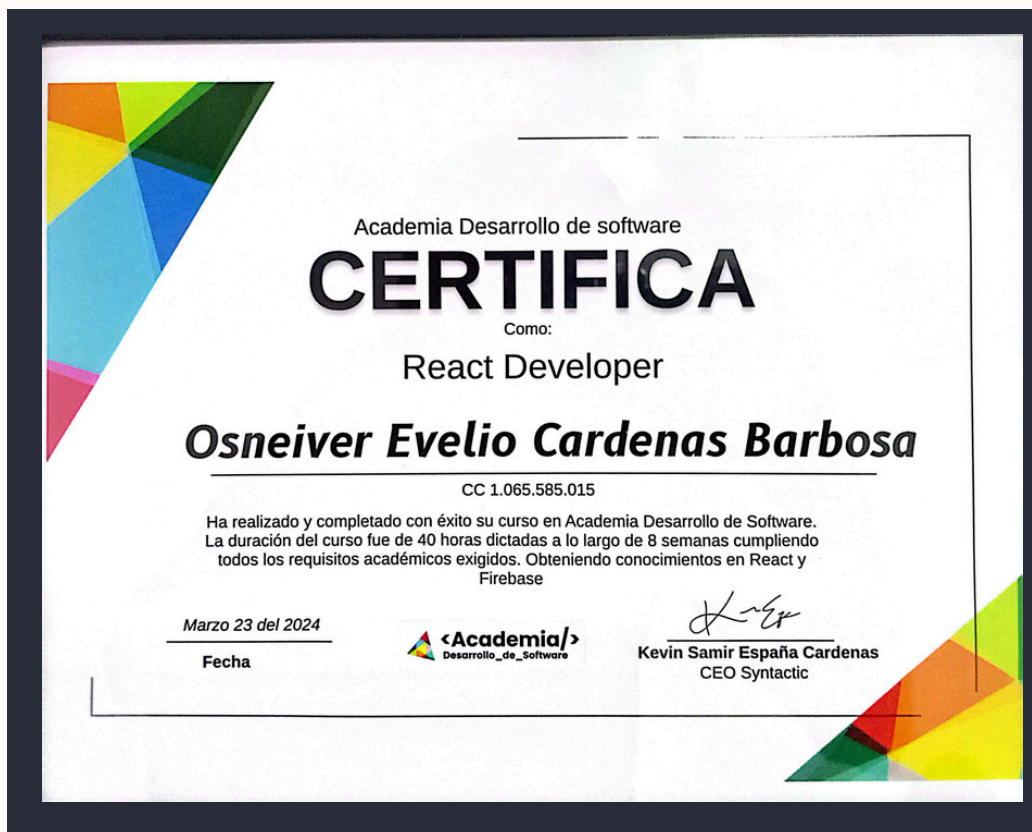 Academia Desarrollo de software
CERTIFICA
Como:
React Developer
Osneiver Evelio Cardenas Barbosa
CC 1.065.585.015
Ha realizado y completado con éxito su curso en Academia Desarrollo de Software.
La duración del curso fue de 40 horas dictadas a lo largo de 8 semanas cumpliendo
todos los requisitos académicos exigidos. Obteniendo conocimientos en React y
Firebase
Marzo 23 del 2024
Fecha
<Academia/>
Desarrollo_de_Software
Kevin Samir España Cardenas
CEO Syntactic